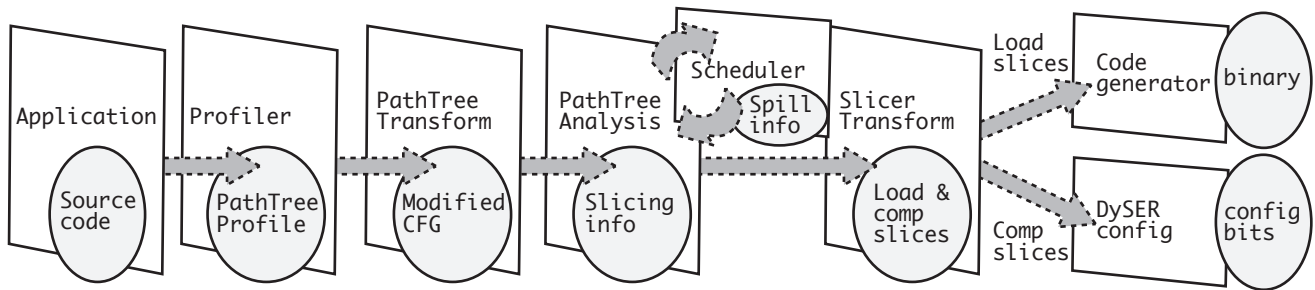 Application
Source
code
Profiler
PathTree
Profile
PathTree
Transform
Modified
CFG
PathTree
Analysis
Slicing
info
Scheduler
Spill
info
Slicer
Transform
Load &
comp
slices
Load
slices
Code
generator
binary
Comp
slices
DySER
config
config
bits